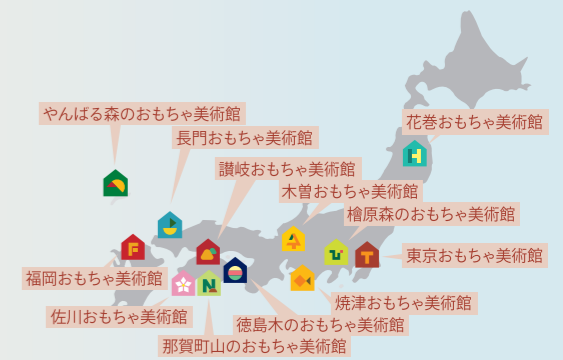 やんばる森のおもちゃ美術館
花巻おもちゃ美術館
長門おもちゃ美術館
讃岐おもちゃ美術館
木曽おもちゃ美術館
檜原森のおもちゃ美術館
H
F
T
東京おもちゃ美術館
福岡おもちゃ美術館
N
焼津おもちゃ美術館
佐川おもちゃ美術館
徳島木のおもちゃ美術館
那賀町山のおもちゃ美術館